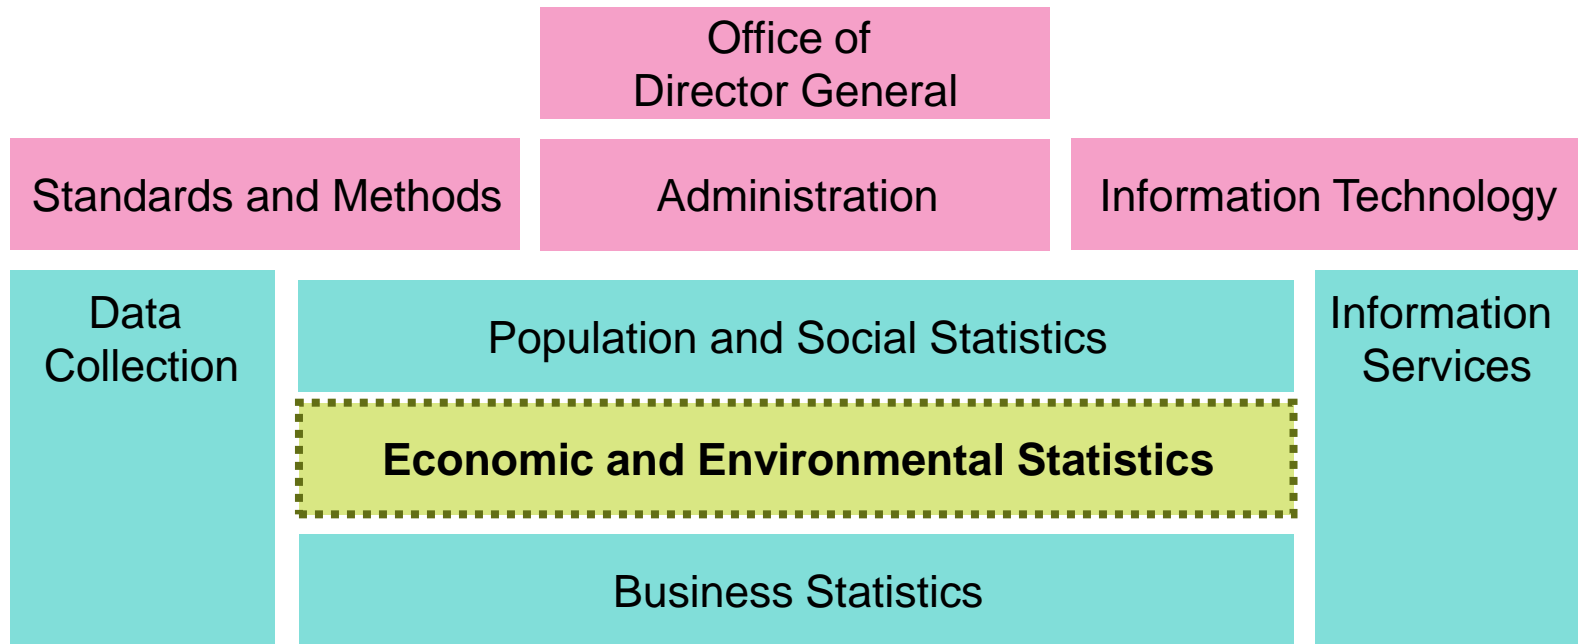 Office of
Director General
Standards and Methods
Administration
Information Technology
Data
Collection
Population and Social Statistics
Economic and Environmental Statistics
Business Statistics
Information
Services